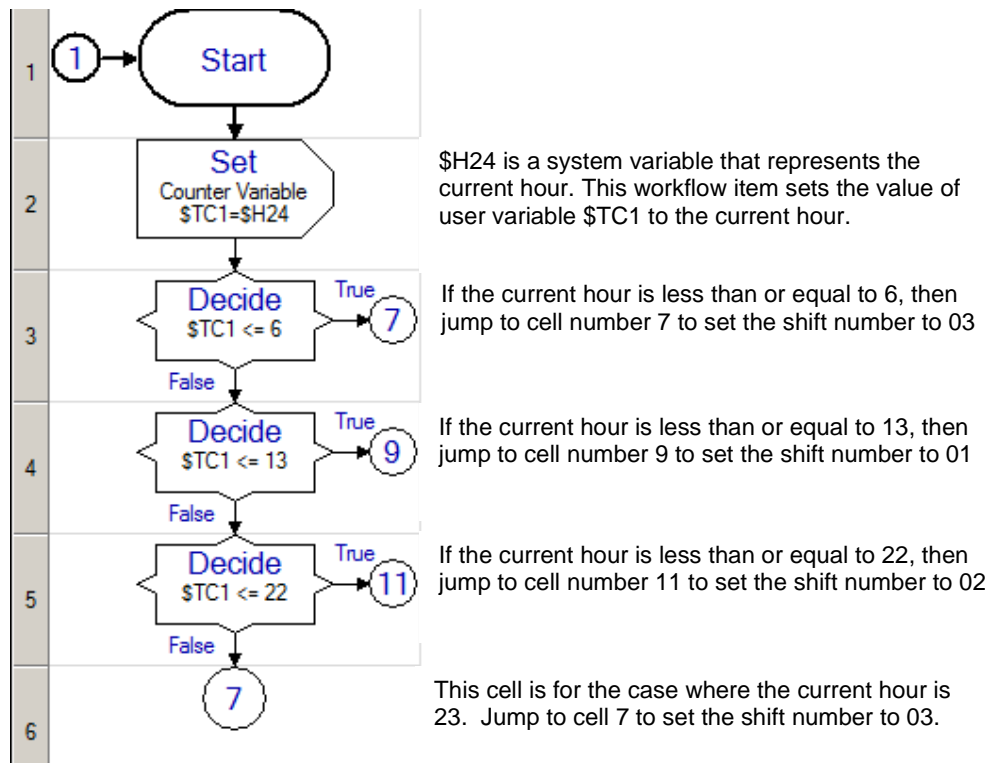 1
1
Start
2
Set
Counter Variable
$TC1=$H24
$H24 is a system variable that represents the
current hour. This workflow item sets the value of
user variable $TC1 to the current hour.
3
Decide
$TC1 <= 6
True
7
False
If the current hour is less than or equal to 6, then
jump to cell number 7 to set the shift number to 03
4
Decide
$TC1 <= 13
True
9
False
If the current hour is less than or equal to 13, then
jump to cell number 9 to set the shift number to 01
5
Decide
$TC1 <= 22
True
11
False
If the current hour is less than or equal to 22, then
jump to cell number 11 to set the shift number to 02
6
7
This cell is for the case where the current hour is
23.  Jump to cell 7 to set the shift number to 03.